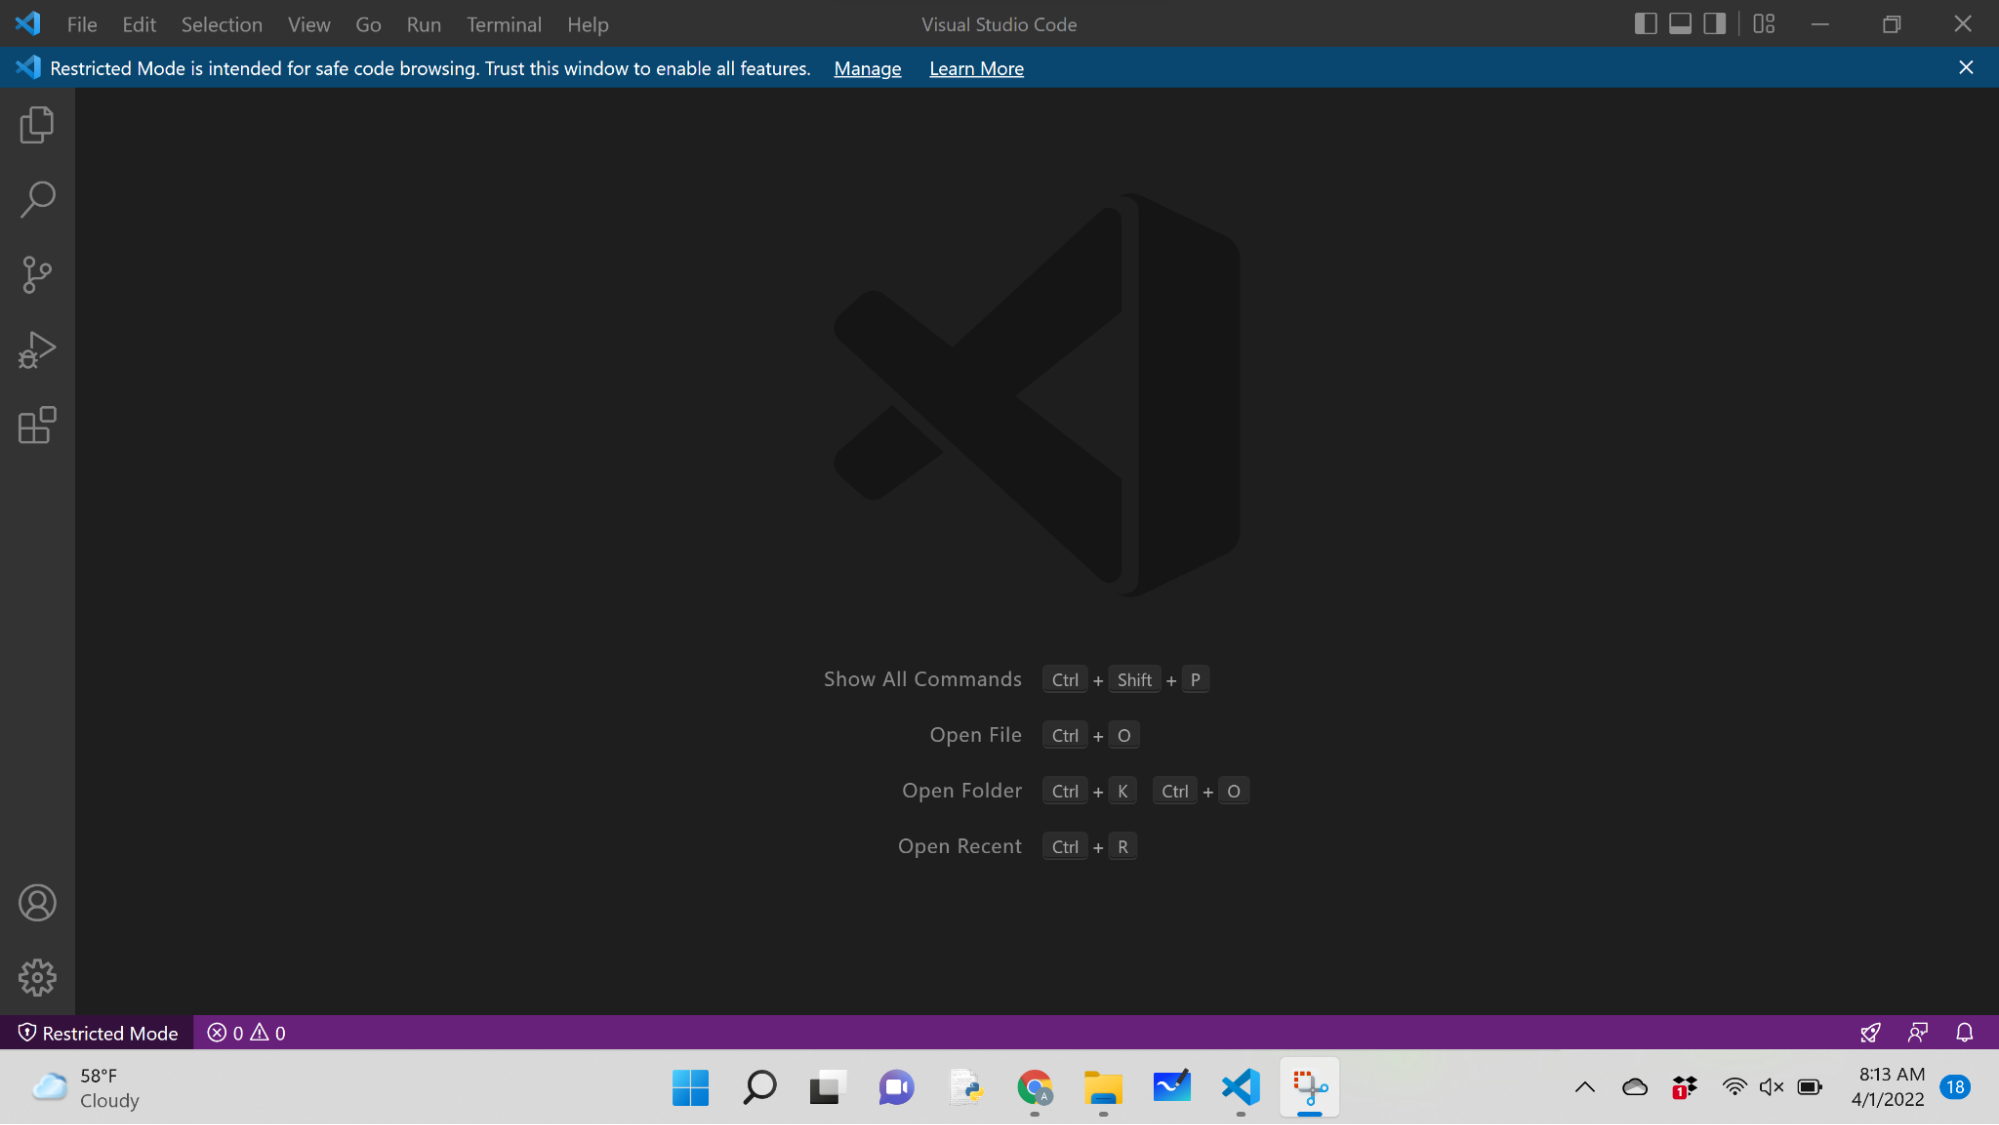 File Edit Selection View Go Run Terminal Help Visual Studio Code
Restricted Mode is intended for safe code browsing. Trust this window to enable all features. Manage Learn More
Show All Commands Ctrl + Shift + P
Open File Ctrl + O
Open Folder Ctrl + K Ctrl + O
Open Recent Ctrl + R
Restricted Mode 0 0
58°F
Cloudy
A
1
8:13 AM
4/1/2022
18